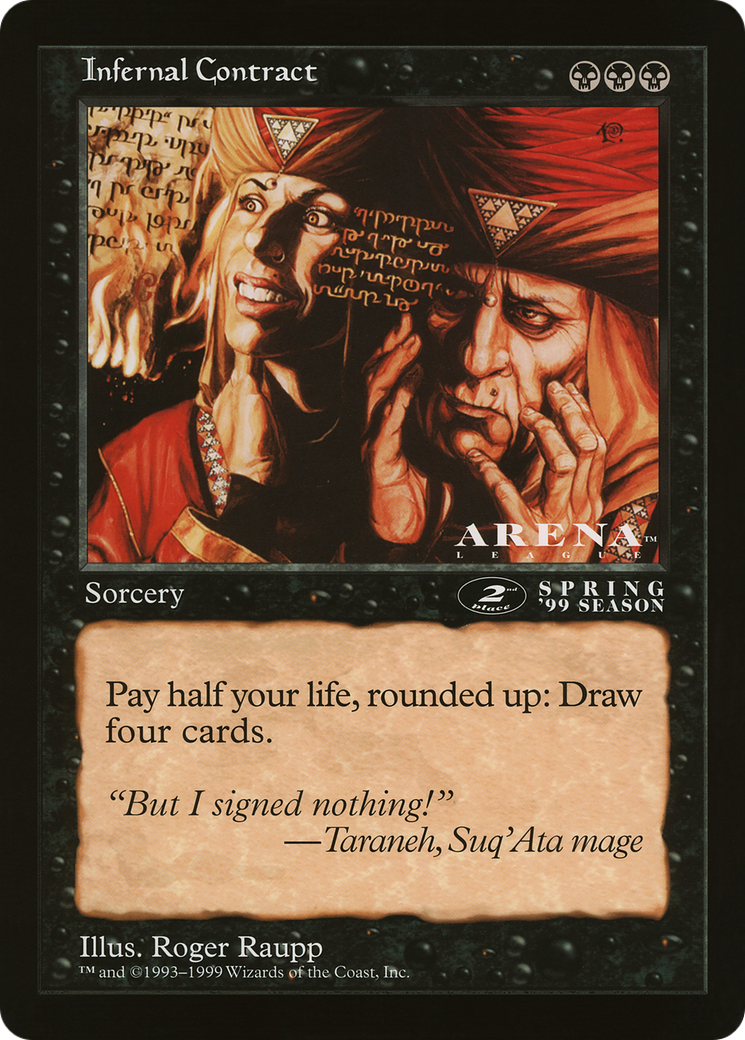 Infernal Contract
ARENA™
LEAGUE
Sorcery
2nd place
SPRING
'99 SEASON
Pay half your life, rounded up: Draw
four cards.
“But I signed nothing!”
—Taraneh, Suq’Ata mage
Illus. Roger Raupp
™ and ©1993–1999 Wizards of the Coast, Inc.